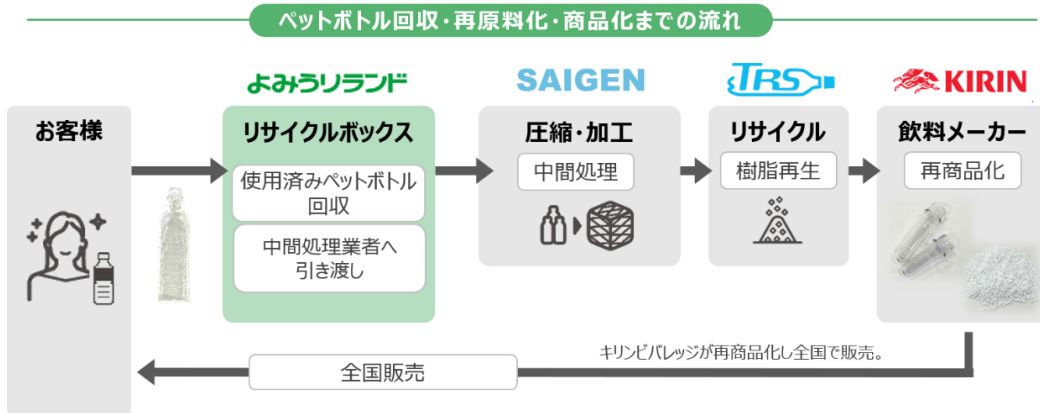 ペットボトル回収・再原料化・商品化までの流れ
お客様
よみうりランド
リサイクルボックス
使用済みペットボトル
回収
中間処理業者へ
引き渡し
SAIGEN
圧縮・加工
中間処理
TRS
リサイクル
樹脂再生
KIRIN
飲料メーカー
再商品化
キリンビバレッジが再商品化し全国で販売。
全国販売